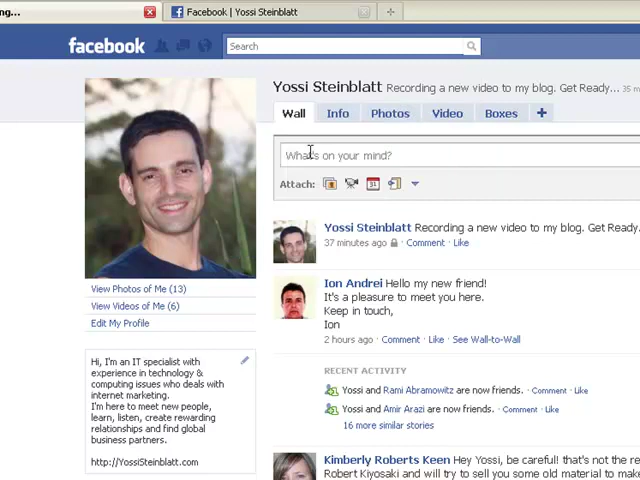 ng...
Facebook | Yossi Steinblatt
facebook
Search
Yossi Steinblatt Recording a new video to my blog. Get Ready... 35 m
Wall Info Photos Video Boxes +
What's on your mind?
Attach: 31
Yossi Steinblatt Recording a new video to my blog. Get Ready.
37 minutes ago · Comment · Like
Ion Andrei Hello my new friend!
It's a pleasure to meet you here.
Keep in touch,
Ion
2 hours ago · Comment · Like · See Wall-to-Wall
RECENT ACTIVITY
Yossi and Rami Abramowitz are now friends. · Comment · Like
Yossi and Amir Arazi are now friends. · Comment · Like
16 more similar stories
Kimberly Roberts Keen Hey Yossi, be careful! that's not the re
Robert Kiyosaki and will try to sell you some old material to make
View Photos of Me (13)
View Videos of Me (6)
Edit My Profile
Hi, I'm an IT specialist with
experience in technology &
computing issues who deals with
internet marketing.
I'm here to meet new people,
learn, listen, create rewarding
relationships and find global
business partners.
http://YossiSteinblatt.com